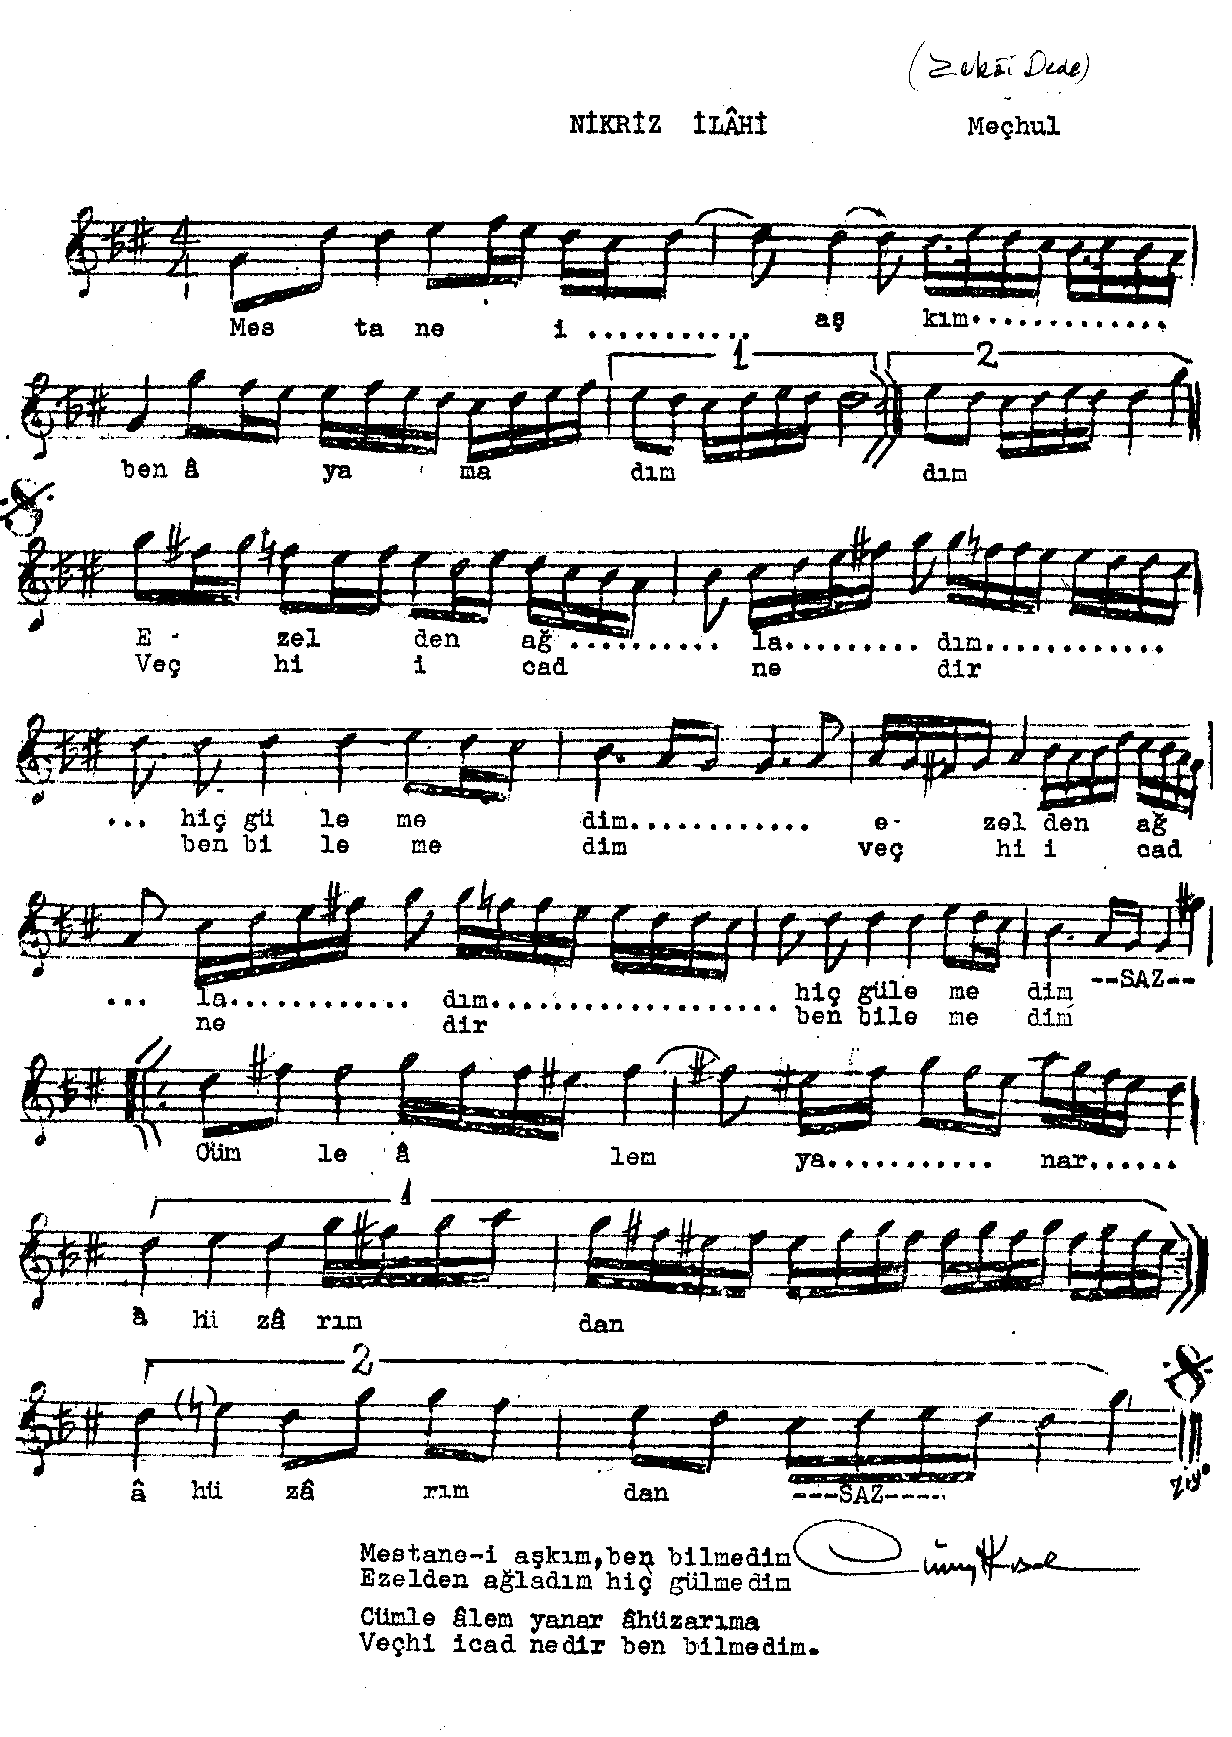 (Zekâi Dede)
NİKRİZ İLÂHİ Meçhul
4
4
Mes ta ne i ........... aş kım.............
1 2
ben â ya ma dım dım
E - zel den ağ .......... la......... dım............
Veç hi i cad ne dir
... hiç gü le me dim............ e- zel den ağ
ben bi le me dim veç hi i cad
... la............ dım................... hiç güle me dim --SAZ--
ne dir ben bile me dim
Cüm le â lem ya........... nar......
1
â hü zâ rım dan
2
â hü zâ rım dan ---SAZ----
Mestane-i aşkım,ben bilmedim
Ezelden ağladım hiç gülmedim
Cümle âlem yanar âhüzarıma
Veçhi icad nedir ben bilmedim.